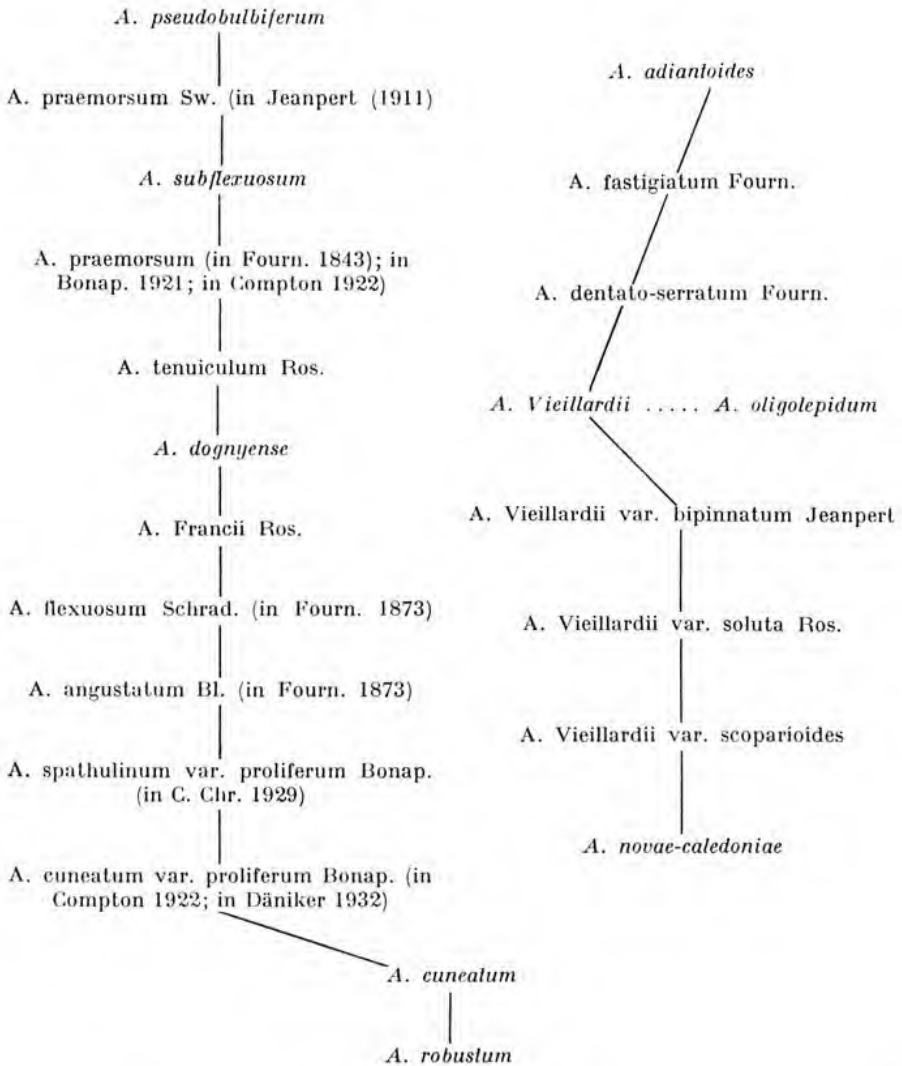 A. pseudobulbiferum
A. praemorsum Sw. (in Jeanpert (1911)
A. subflexuosum
A. praemorsum (in Fourn. 1843); in
Bonap. 1921; in Compton 1922)
A. tenuiculum Ros.
A. dognyense
A. Francii Ros.
A. flexuosum Schrad. (in Fourn. 1873)
A. angustatum Bl. (in Fourn. 1873)
A. spathulinum var. proliferum Bonap.
(in C. Chr. 1929)
A. cuneatum var. proliferum Bonap. (in
Compton 1922; in Däniker 1932)
A. cuneatum
A. robustum
A. adiantoides
A. fastigiatum Fourn.
A. dentato-serratum Fourn.
A. Vieillardii ..... A. oligolepidum
A. Vieillardii var. bipinnatum Jeanpert
A. Vieillardii var. soluta Ros.
A. Vieillardii var. scoparioides
A. novae-caledoniae